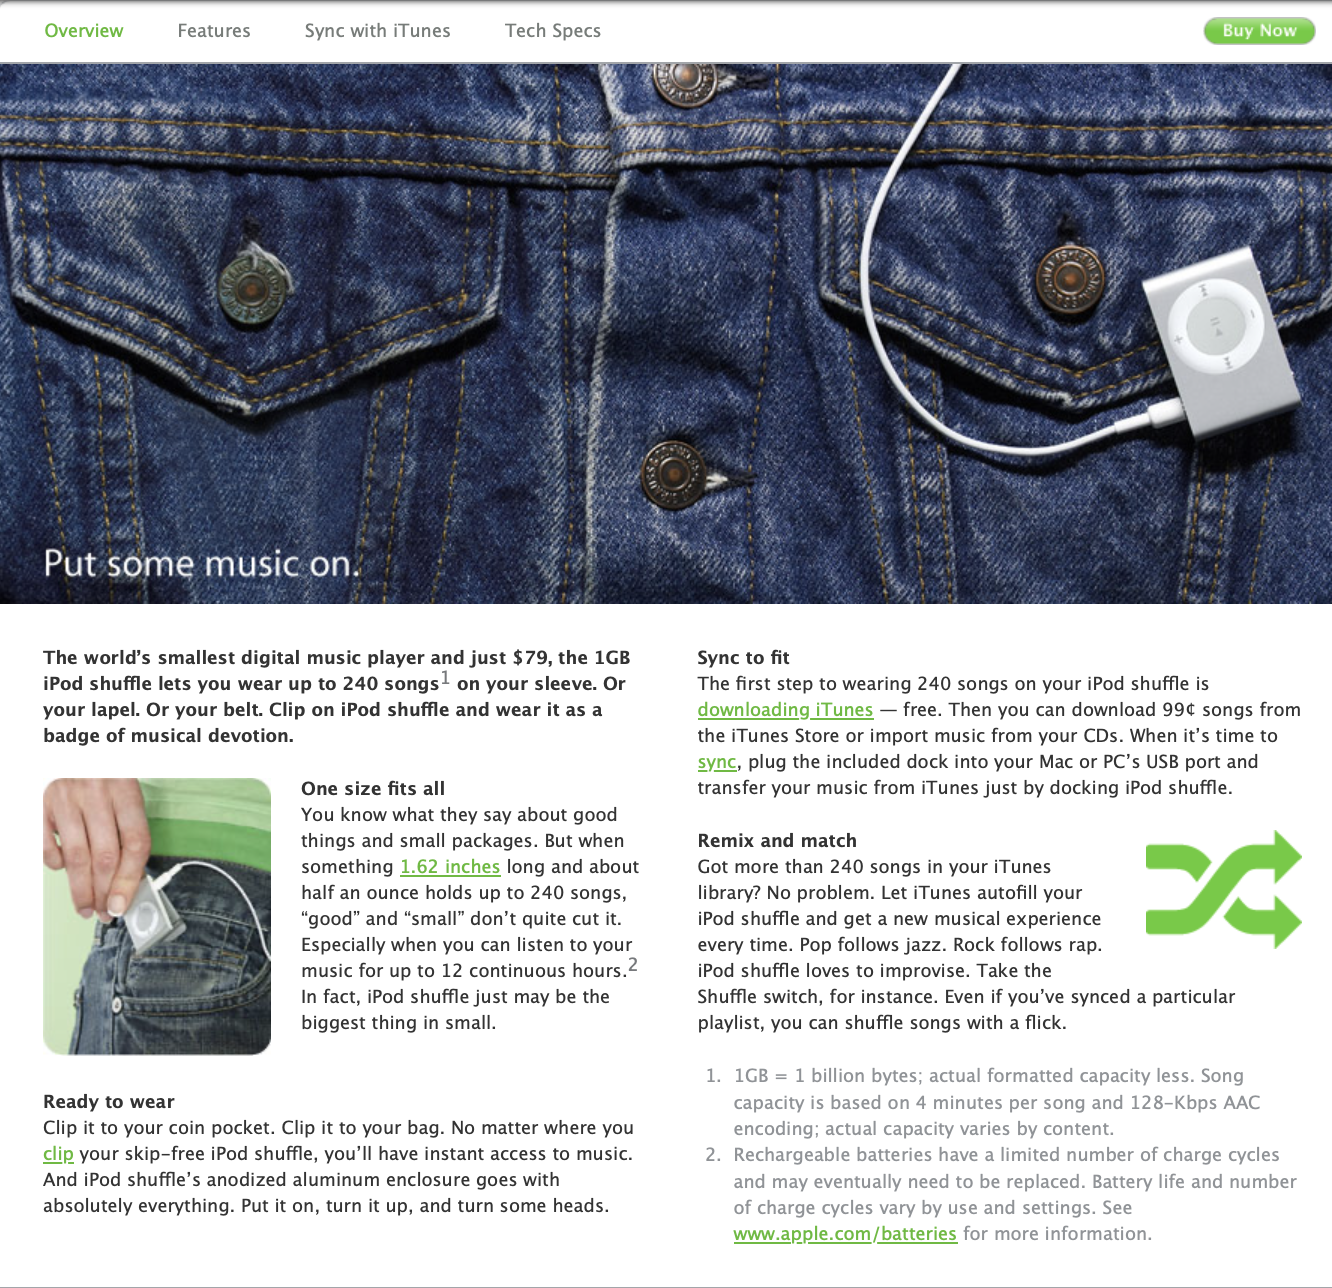 Overview
Features
Sync with iTunes
Tech Specs
Buy Now
Put some music on.
The world’s smallest digital music player and just $79, the 1GB
iPod shuffle lets you wear up to 240 songs1 on your sleeve. Or
your lapel. Or your belt. Clip on iPod shuffle and wear it as a
badge of musical devotion.
One size fits all
You know what they say about good
things and small packages. But when
something 1.62 inches long and about
half an ounce holds up to 240 songs,
“good” and “small” don’t quite cut it.
Especially when you can listen to your
music for up to 12 continuous hours.2
In fact, iPod shuffle just may be the
biggest thing in small.
Ready to wear
Clip it to your coin pocket. Clip it to your bag. No matter where you
clip your skip-free iPod shuffle, you’ll have instant access to music.
And iPod shuffle’s anodized aluminum enclosure goes with
absolutely everything. Put it on, turn it up, and turn some heads.
Sync to fit
The first step to wearing 240 songs on your iPod shuffle is
downloading iTunes — free. Then you can download 99¢ songs from
the iTunes Store or import music from your CDs. When it’s time to
sync, plug the included dock into your Mac or PC’s USB port and
transfer your music from iTunes just by docking iPod shuffle.
Remix and match
Got more than 240 songs in your iTunes
library? No problem. Let iTunes autofill your
iPod shuffle and get a new musical experience
every time. Pop follows jazz. Rock follows rap.
iPod shuffle loves to improvise. Take the
Shuffle switch, for instance. Even if you’ve synced a particular
playlist, you can shuffle songs with a flick.
1. 1GB = 1 billion bytes; actual formatted capacity less. Song
capacity is based on 4 minutes per song and 128-Kbps AAC
encoding; actual capacity varies by content.
2. Rechargeable batteries have a limited number of charge cycles
and may eventually need to be replaced. Battery life and number
of charge cycles vary by use and settings. See
www.apple.com/batteries for more information.